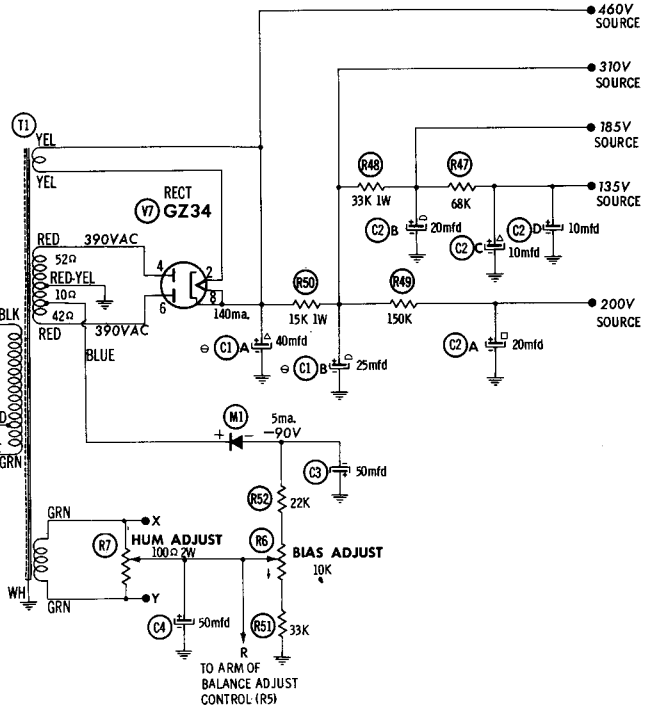 460V
SOURCE
310V
SOURCE
185V
SOURCE
T1
YEL
YEL
RECT
V7 GZ34
R48
33K 1W
R47
68K
135V
SOURCE
C2 B 20mfd
C2 C 10mfd
C2 D 10mfd
RED 390VAC
52Ω
RED-YEL
10Ω
42Ω
RED 390VAC
BLUE
4
2
6
8
140ma.
R50
15K 1W
R49
150K
200V
SOURCE
BLK
⊖ C1 A 40mfd
⊖ C1 B 25mfd
C2 A 20mfd
D
GRN
M1
+ -
5ma.
-90V
C3 50mfd
R52
22K
GRN
X
R7
HUM ADJUST
100Ω 2W
R6
BIAS ADJUST
10K
WH
GRN
Y
C4 50mfd
R51
33K
R
TO ARM OF
BALANCE ADJUST
CONTROL (R5)